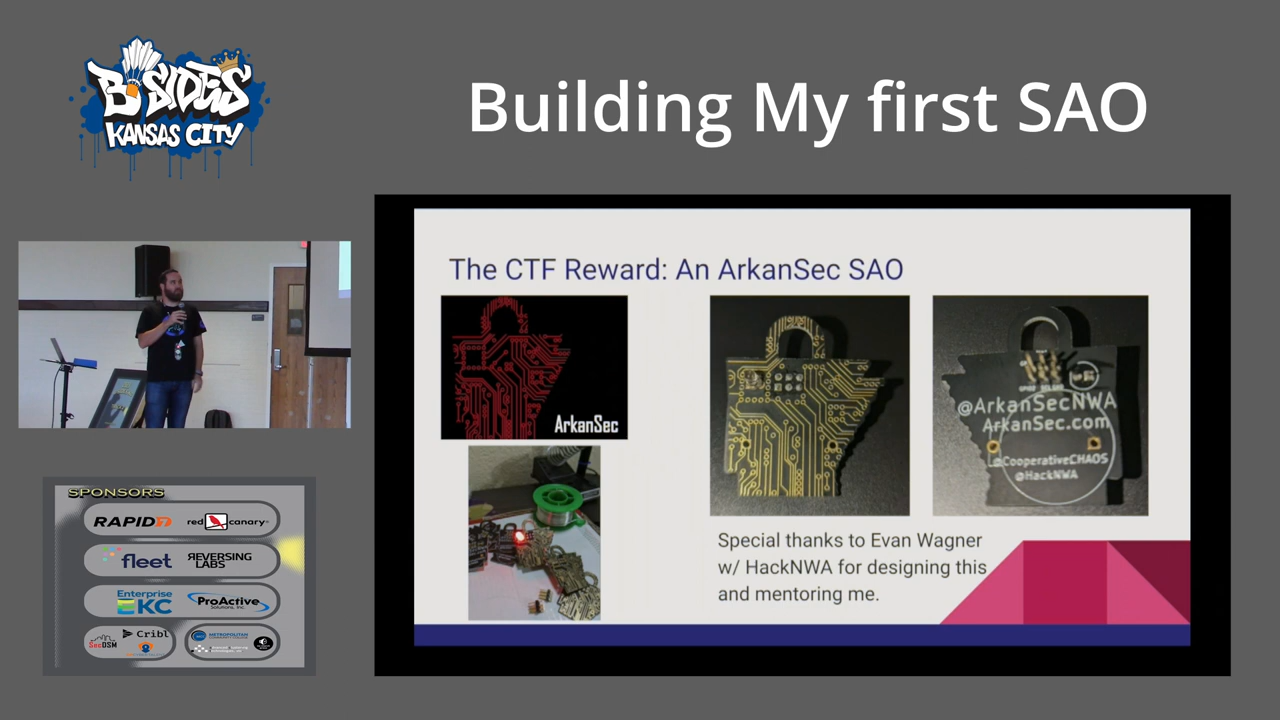 B·SIDES
KANSAS CITY
Building My first SAO
The CTF Reward: An ArkanSec SAO
ArkanSec
@ArkanSecNWA
ArkanSec.com
@CooperativeCHAOS
@HackNWA
Special thanks to Evan Wagner
w/ HackNWA for designing this
and mentoring me.
SPONSORS
RAPID7
red canary
fleet
REVERSING
LABS
Enterprise
KC
ProActive
Solutions, Inc.
SecDSM
Cribl
METROPOLITAN